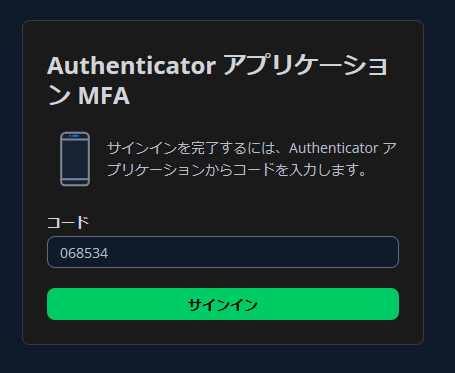 Authenticator アプリケーショ
ン MFA
サインインを完了するには、Authenticator ア
プリケーションからコードを入力します。
コード
068534
サインイン